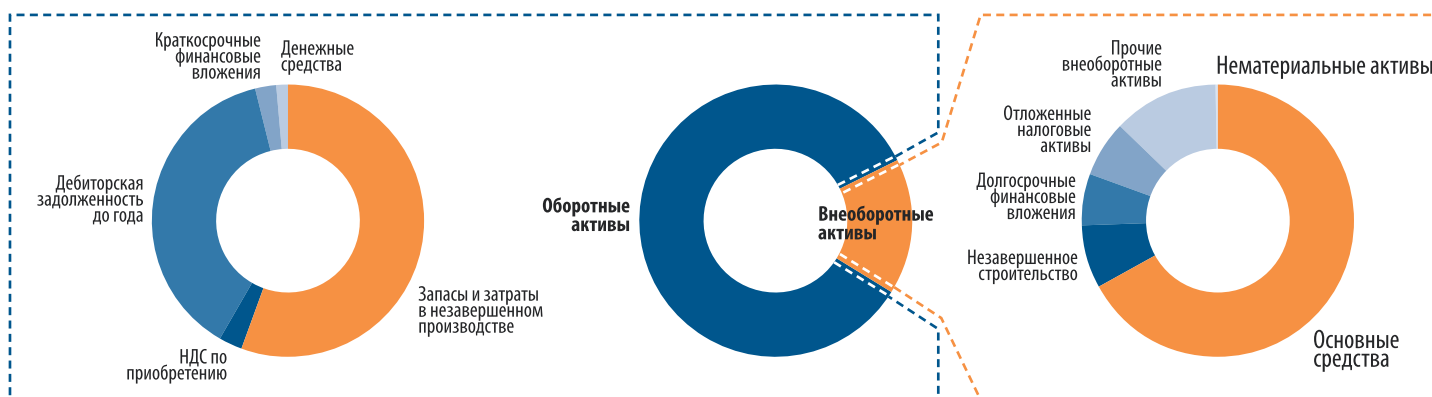 Краткосрочные
финансовые
вложения
Денежные
средства
Дебиторская
задолженность
до года
Запасы и затраты
в незавершенном
производстве
НДС по
приобретению
Оборотные
активы
Внеоборотные
активы
Прочие
внеоборотные
активы
Нематериальные активы
Отложенные
налоговые
активы
Долгосрочные
финансовые
вложения
Незавершенное
строительство
Основные
средства